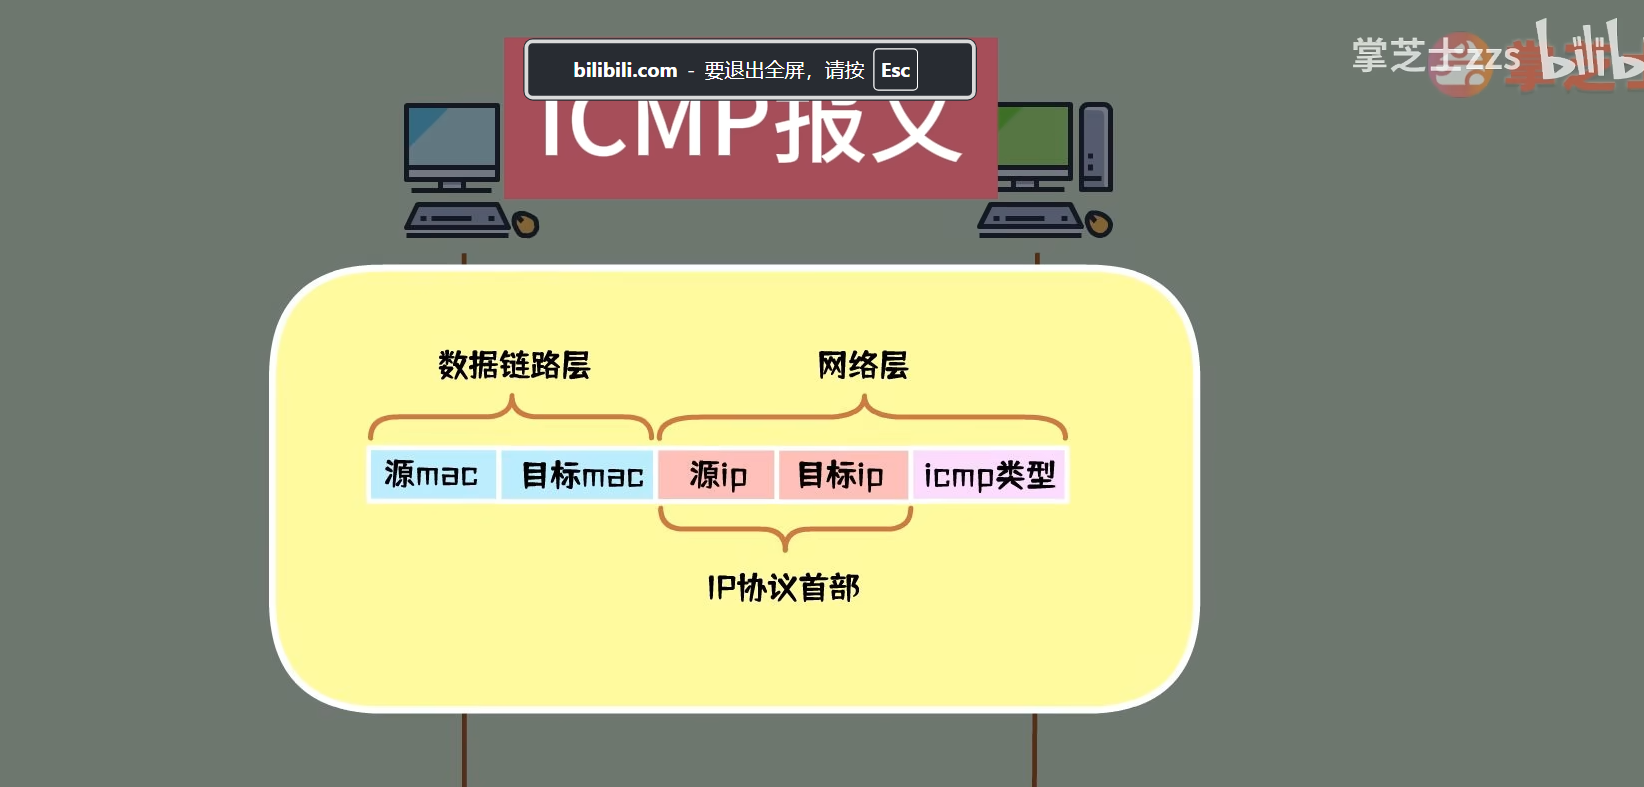 bilibili.com - 要退出全屏，请按 Esc
ICMP报文
掌芝士zzs
数据链路层
网络层
源mac
目标mac
源ip
目标ip
icmp类型
IP协议首部